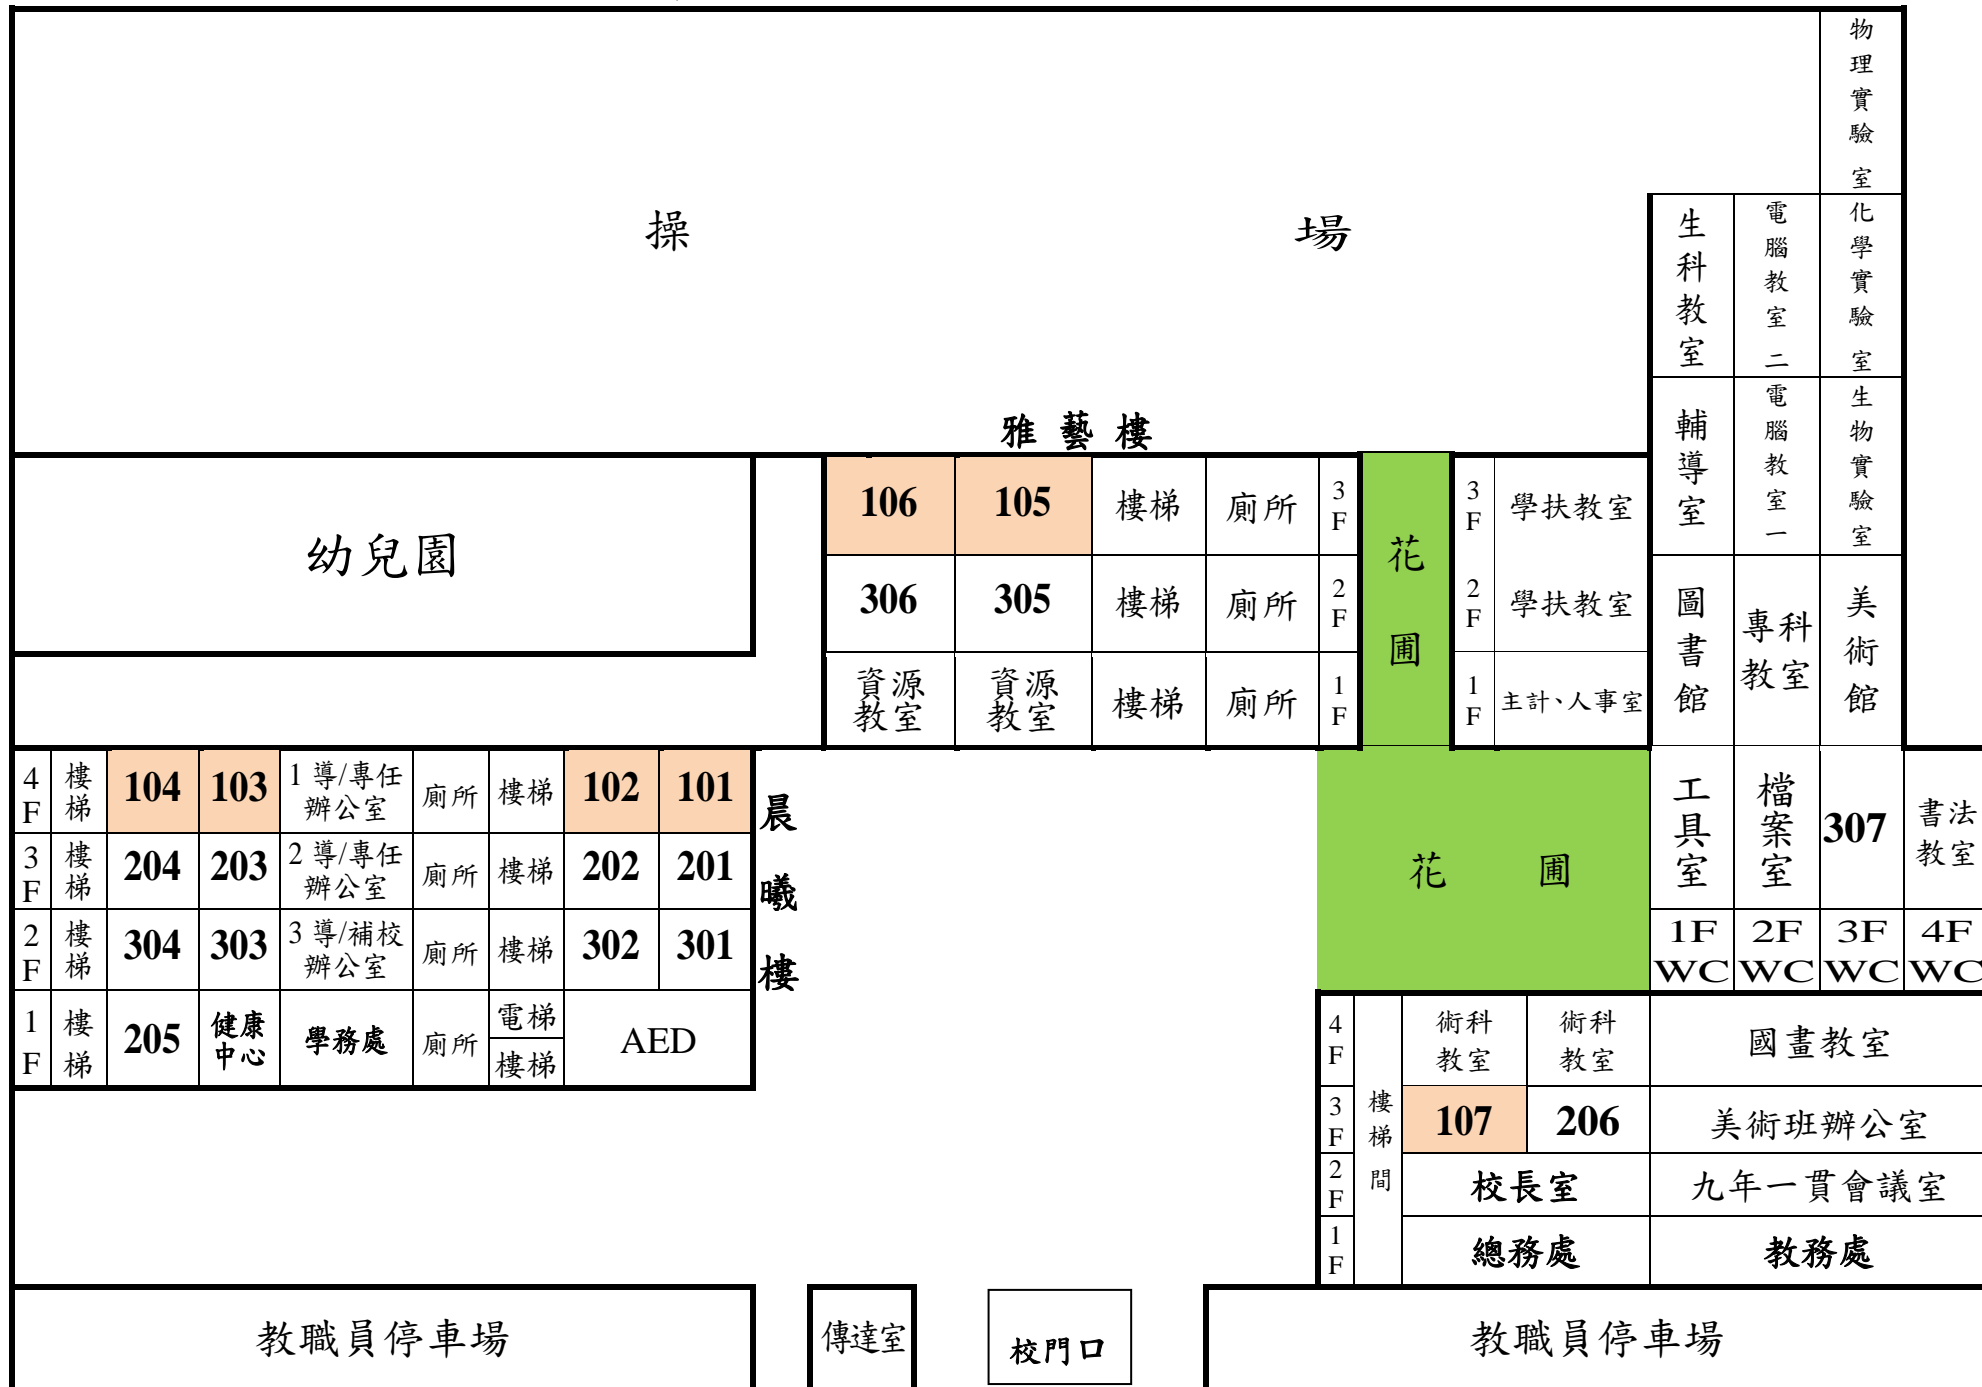 操 場
物理實驗室
生科教室
電腦教室二
化學實驗室
雅藝樓
輔導室
電腦教室一
生物實驗室
幼兒園
106 105 樓梯 廁所 3F
306 305 樓梯 廁所 2F
資源教室 資源教室 樓梯 廁所 1F
花圃
3F 學扶教室
2F 學扶教室
1F 主計、人事室
圖書館
專科教室
美術館
4F 樓梯 104 103 1導/專任辦公室 廁所 樓梯 102 101
3F 樓梯 204 203 2導/專任辦公室 廁所 樓梯 202 201
2F 樓梯 304 303 3導/補校辦公室 廁所 樓梯 302 301
1F 樓梯 205 健康中心 學務處 廁所 電梯 樓梯 AED
晨曦樓
花圃
工具室
檔案室
307
書法教室
1F WC 2F WC 3F WC 4F WC
樓梯間
4F 術科教室 術科教室 國畫教室
3F 107 206 美術班辦公室
2F 校長室 九年一貫會議室
1F 總務處 教務處
教職員停車場 傳達室 校門口 教職員停車場